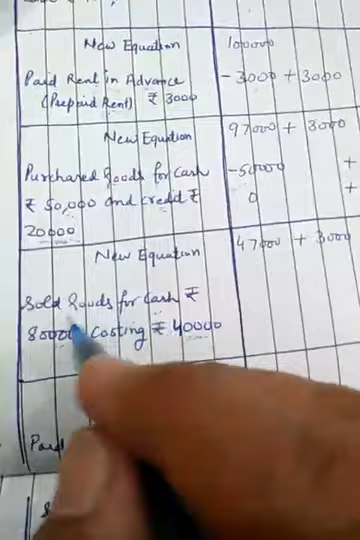 New Equation 100000
Paid Rent in Advance -3000 + 3000
(Prepaid Rent) ₹ 3000
New Equation 97000 + 3000
Purchased Goods for Cash -50000 +
₹ 50,000 and credit ₹ 0 +
20000
New Equation 47000 + 3000
Sold Goods for Cash ₹
80000 Costing ₹ 40000
Paid